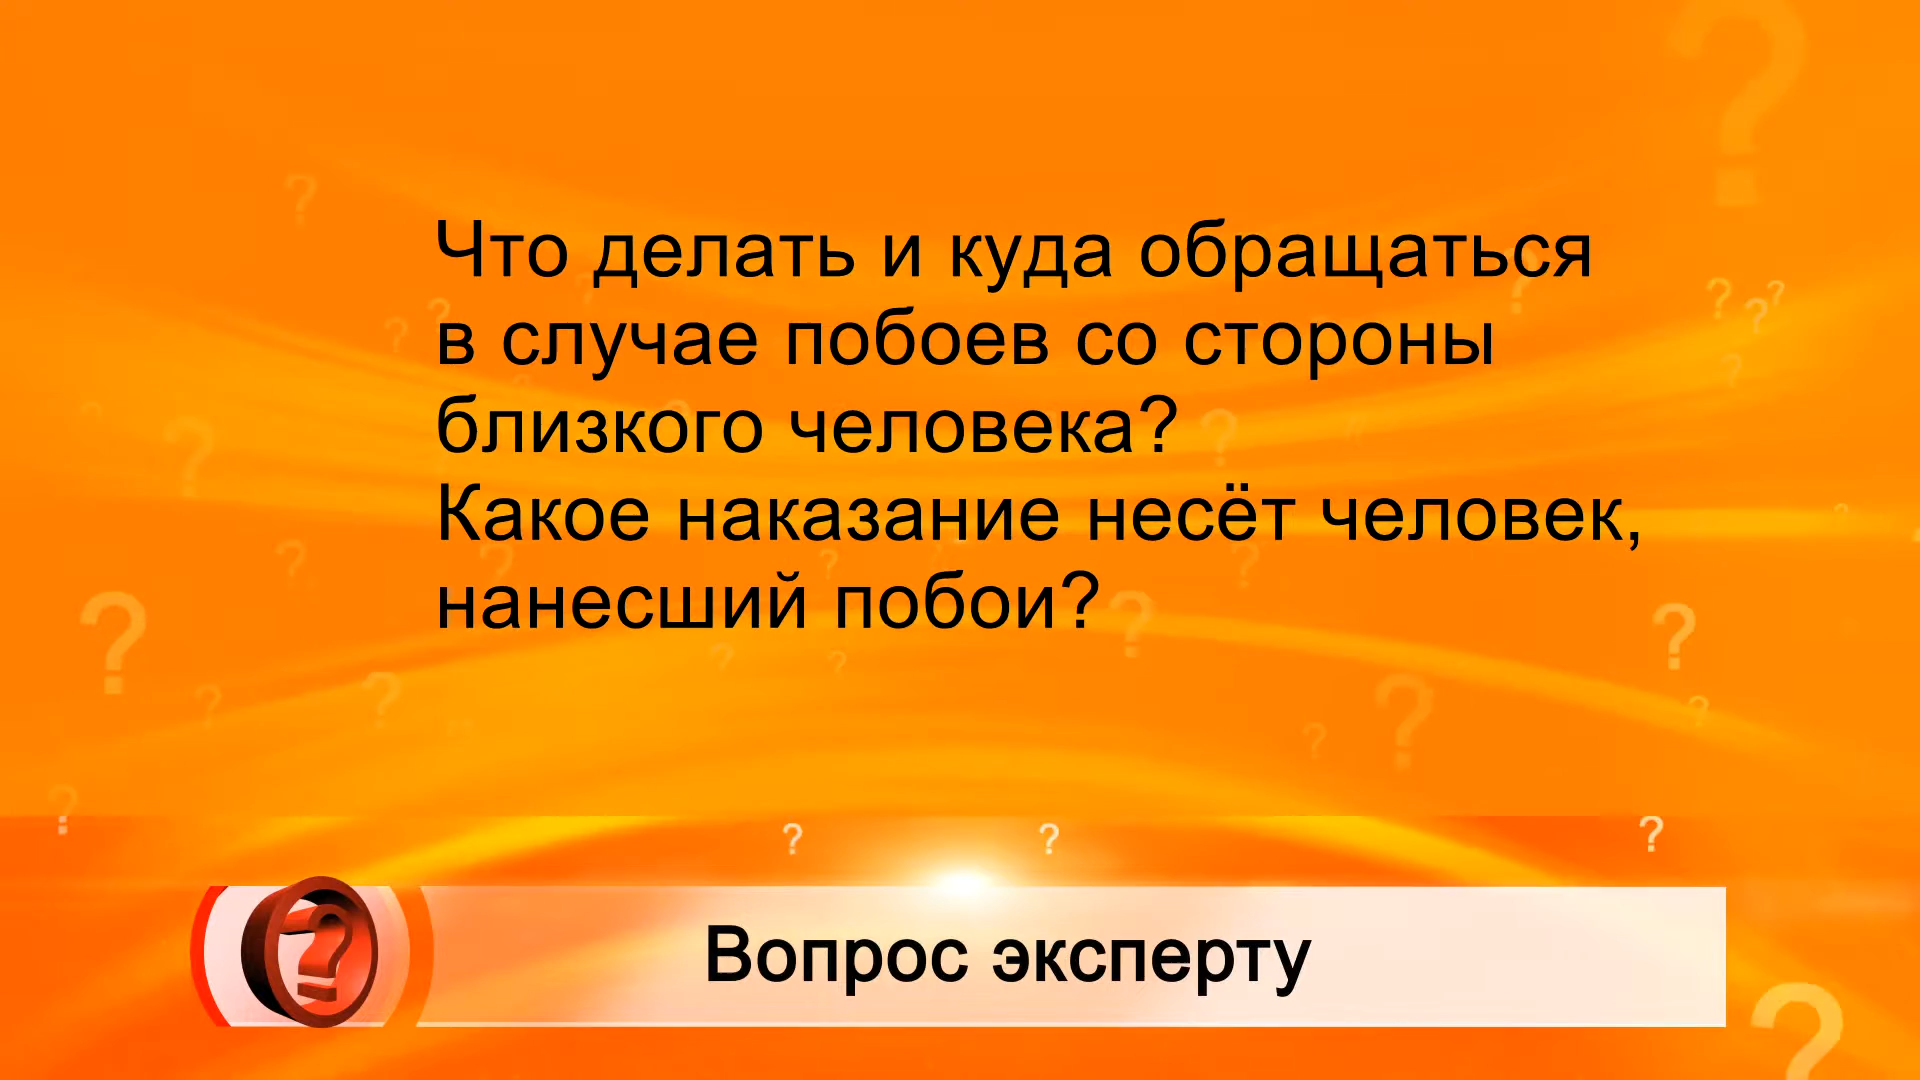 Что делать и куда обращаться
в случае побоев со стороны
близкого человека?
Какое наказание несёт человек,
нанесший побои?
Вопрос эксперту